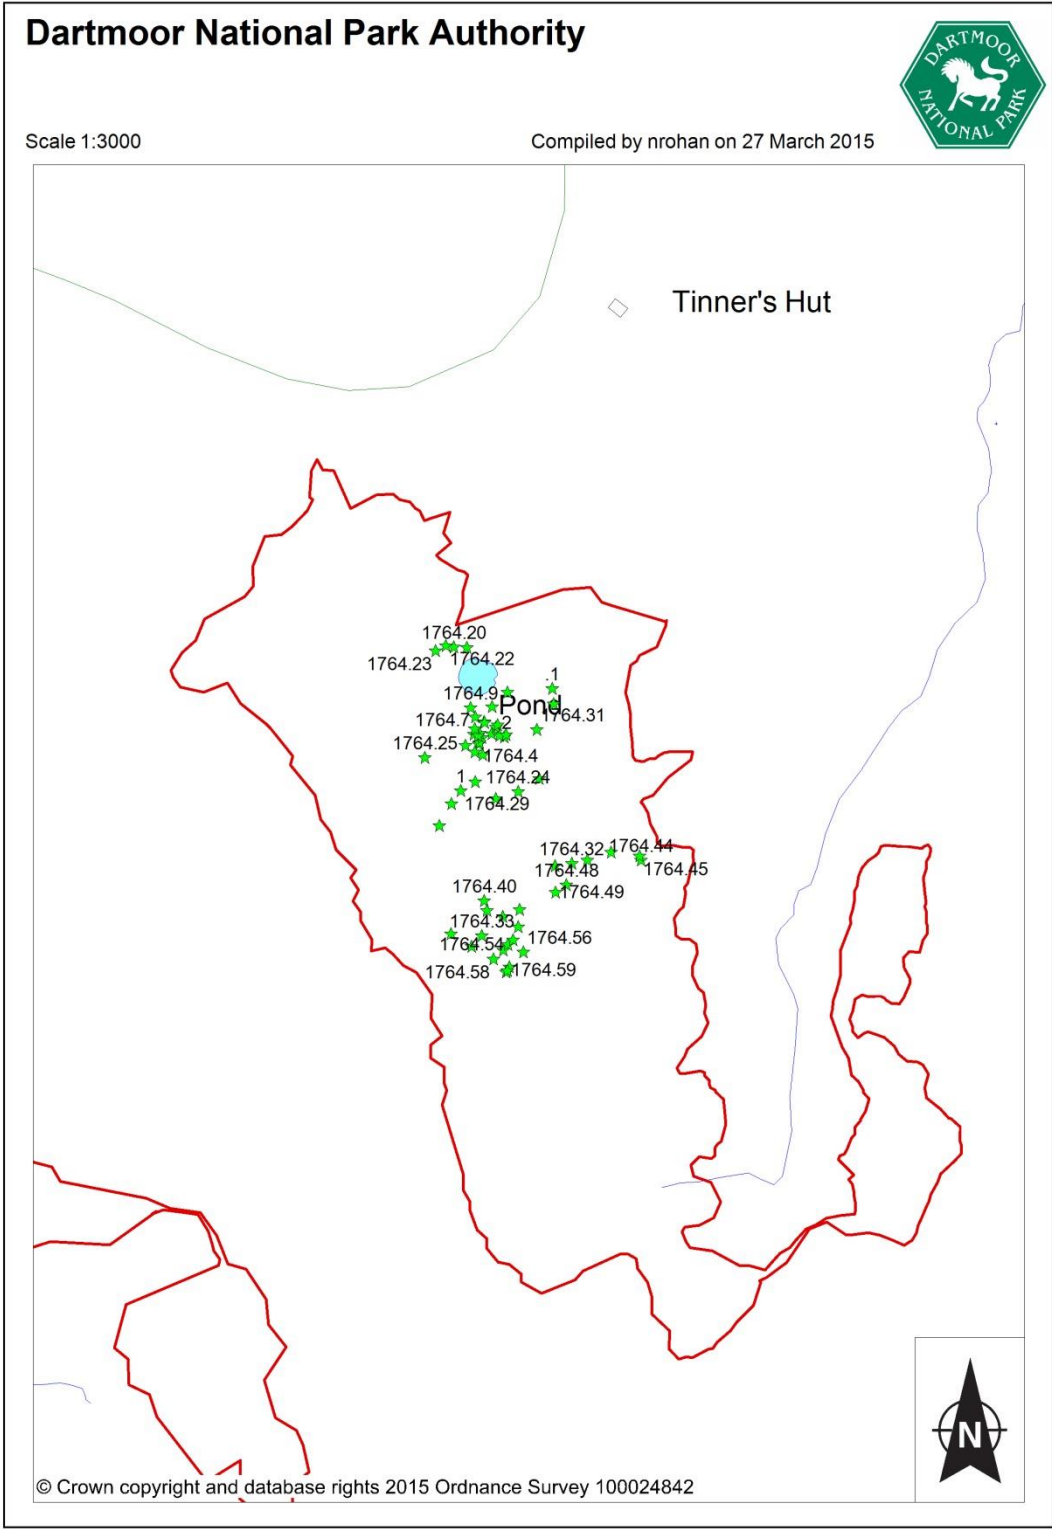 Dartmoor National Park Authority
DARTMOOR
NATIONAL PARK
Scale 1:3000
Compiled by nrohan on 27 March 2015
Tinner's Hut
1764.20
1764.23
1764.22
.1
1764.9
Pond
1764.7
.2
1764.31
1764.25
1764.4
1
1764.24
1764.29
1764.32
1764.44
1764.48
1764.45
1764.40
1764.49
1764.33
1764.54
1764.56
1764.58
1764.59
N
© Crown copyright and database rights 2015 Ordnance Survey 100024842